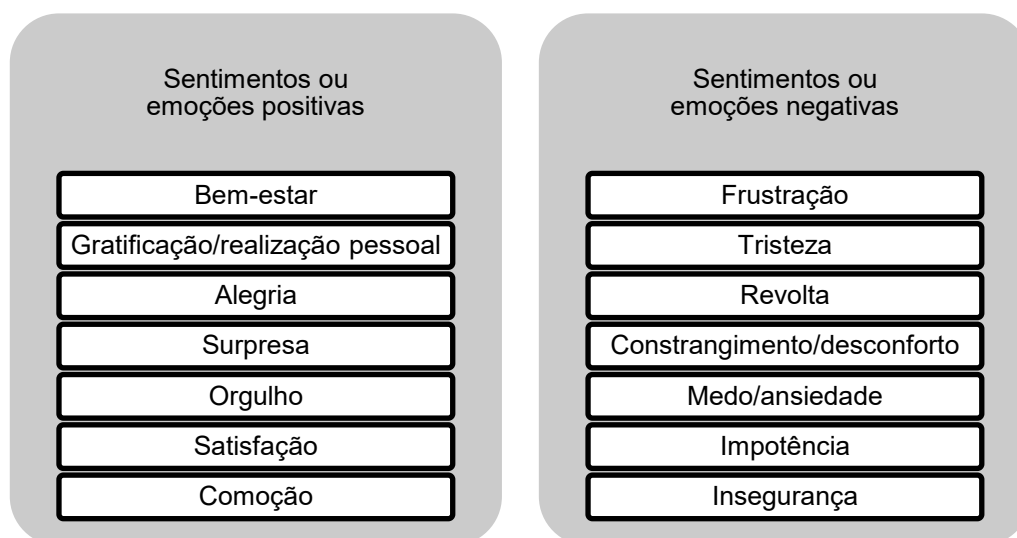 Sentimentos ou
emoções positivas
Bem-estar
Gratificação/realização pessoal
Alegria
Surpresa
Orgulho
Satisfação
Comoção
Sentimentos ou
emoções negativas
Frustração
Tristeza
Revolta
Constrangimento/desconforto
Medo/ansiedade
Impotência
Insegurança